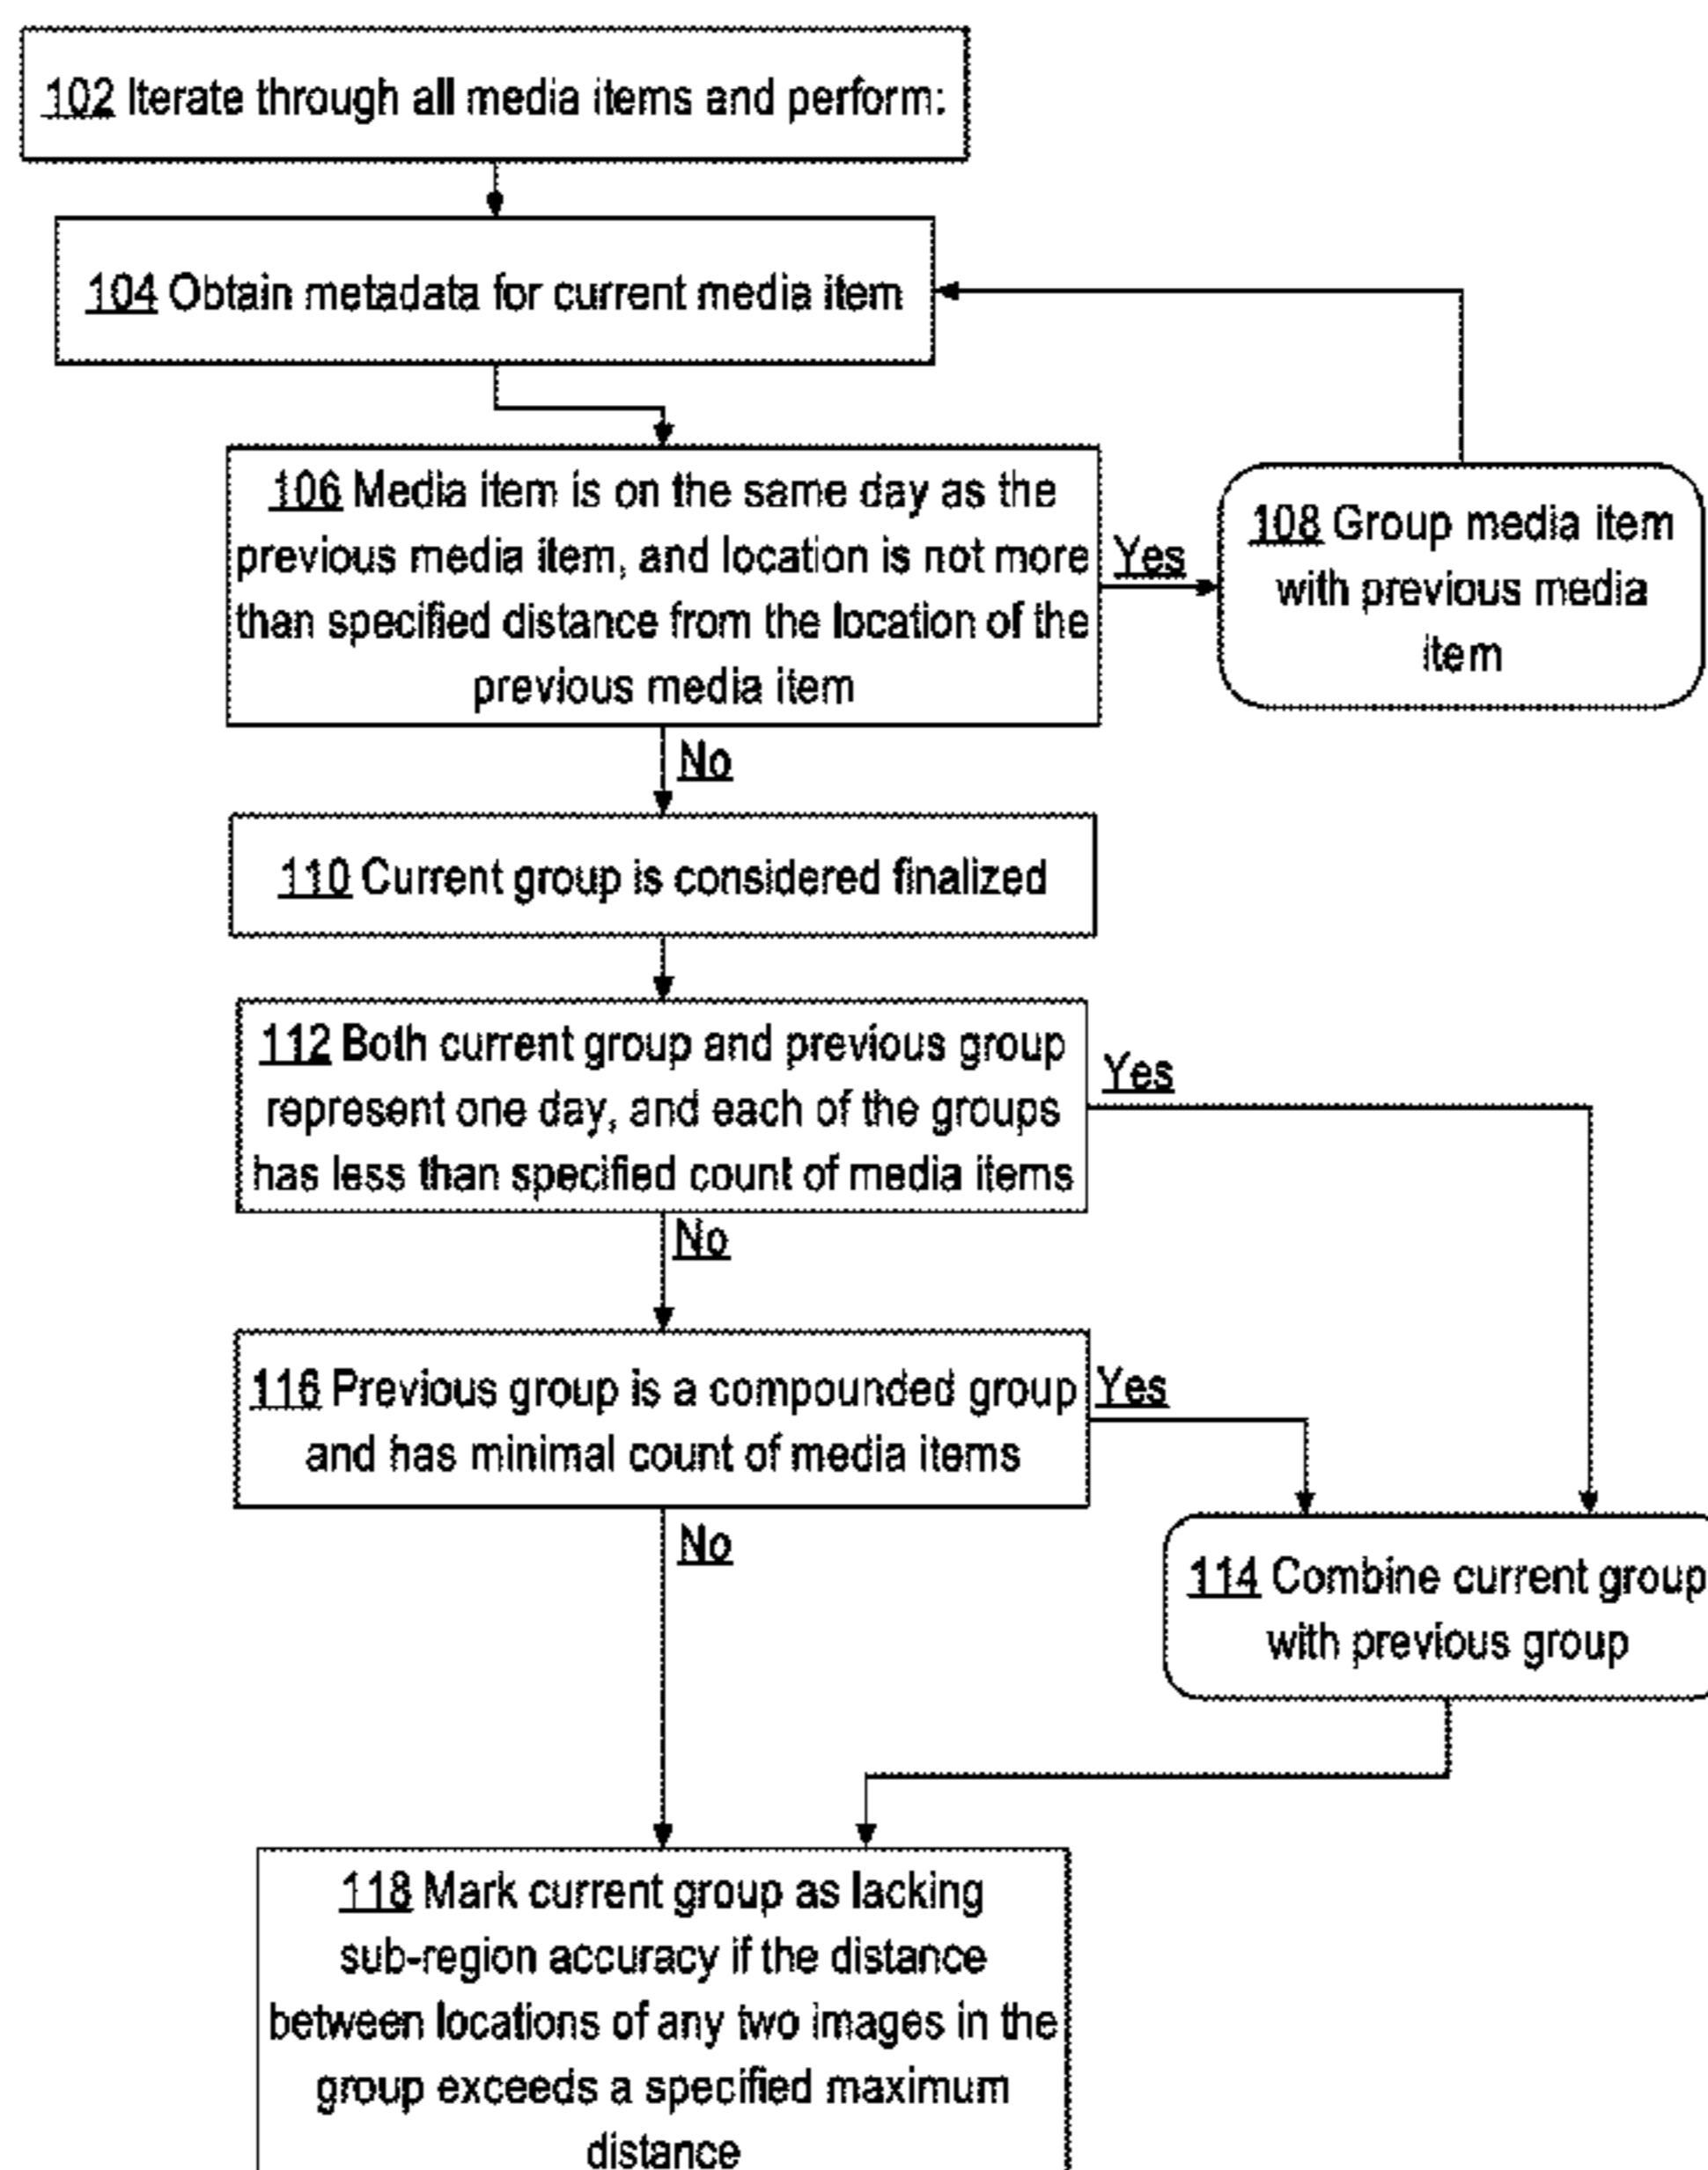 102 Iterate through all media items and perform:
104 Obtain metadata for current media item
106 Media item is on the same day as the
previous media item, and location is not more
than specified distance from the location of the
previous media item
Yes
108 Group media item
with previous media
item
No
110 Current group is considered finalized
112 Both current group and previous group
represent one day, and each of the groups
has less than specified count of media items
Yes
No
116 Previous group is a compounded group
and has minimal count of media items
Yes
No
114 Combine current group
with previous group
118 Mark current group as lacking
sub-region accuracy if the distance
between locations of any two images in the
group exceeds a specified maximum
distance